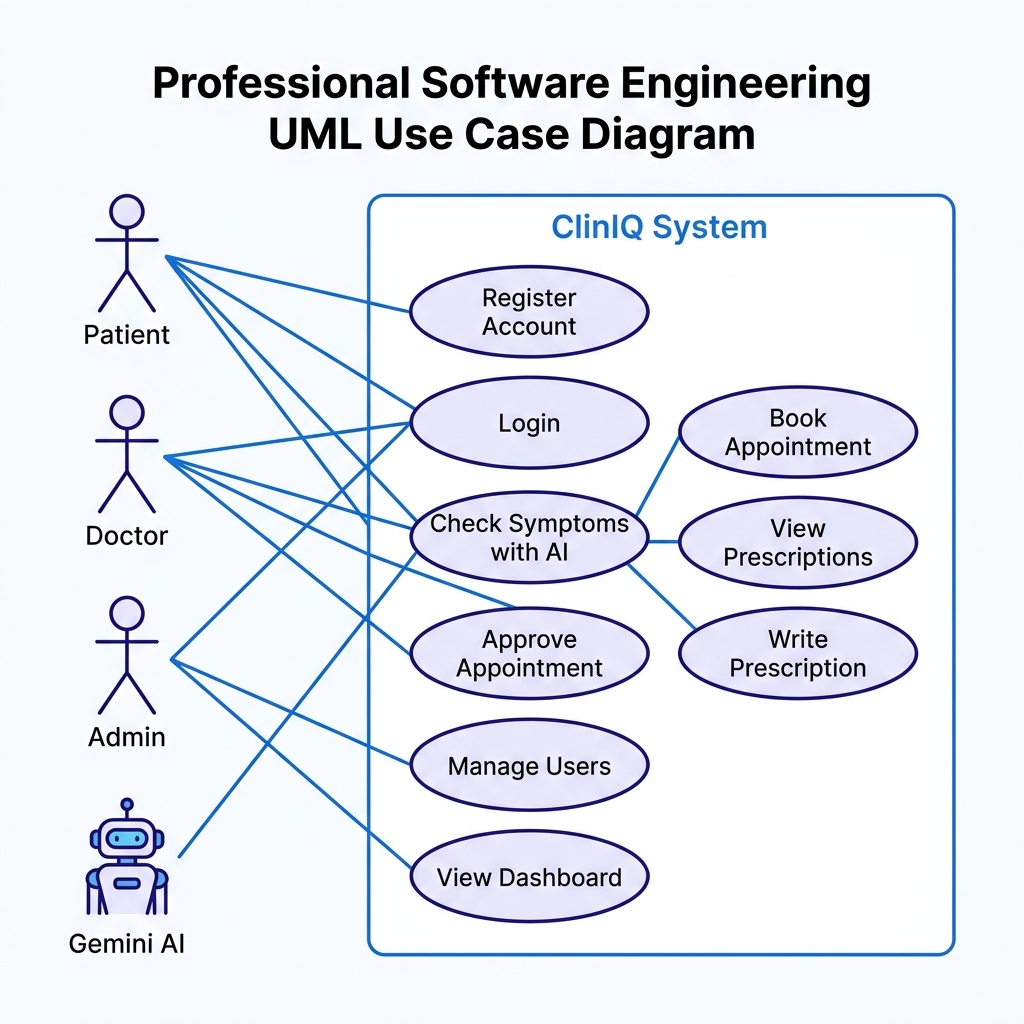 Professional Software Engineering
UML Use Case Diagram
ClinIQ System
Patient
Doctor
Admin
Gemini AI
Register
Account
Login
Check Symptoms
with AI
Approve
Appointment
Manage Users
View Dashboard
Book
Appointment
View
Prescriptions
Write
Prescription